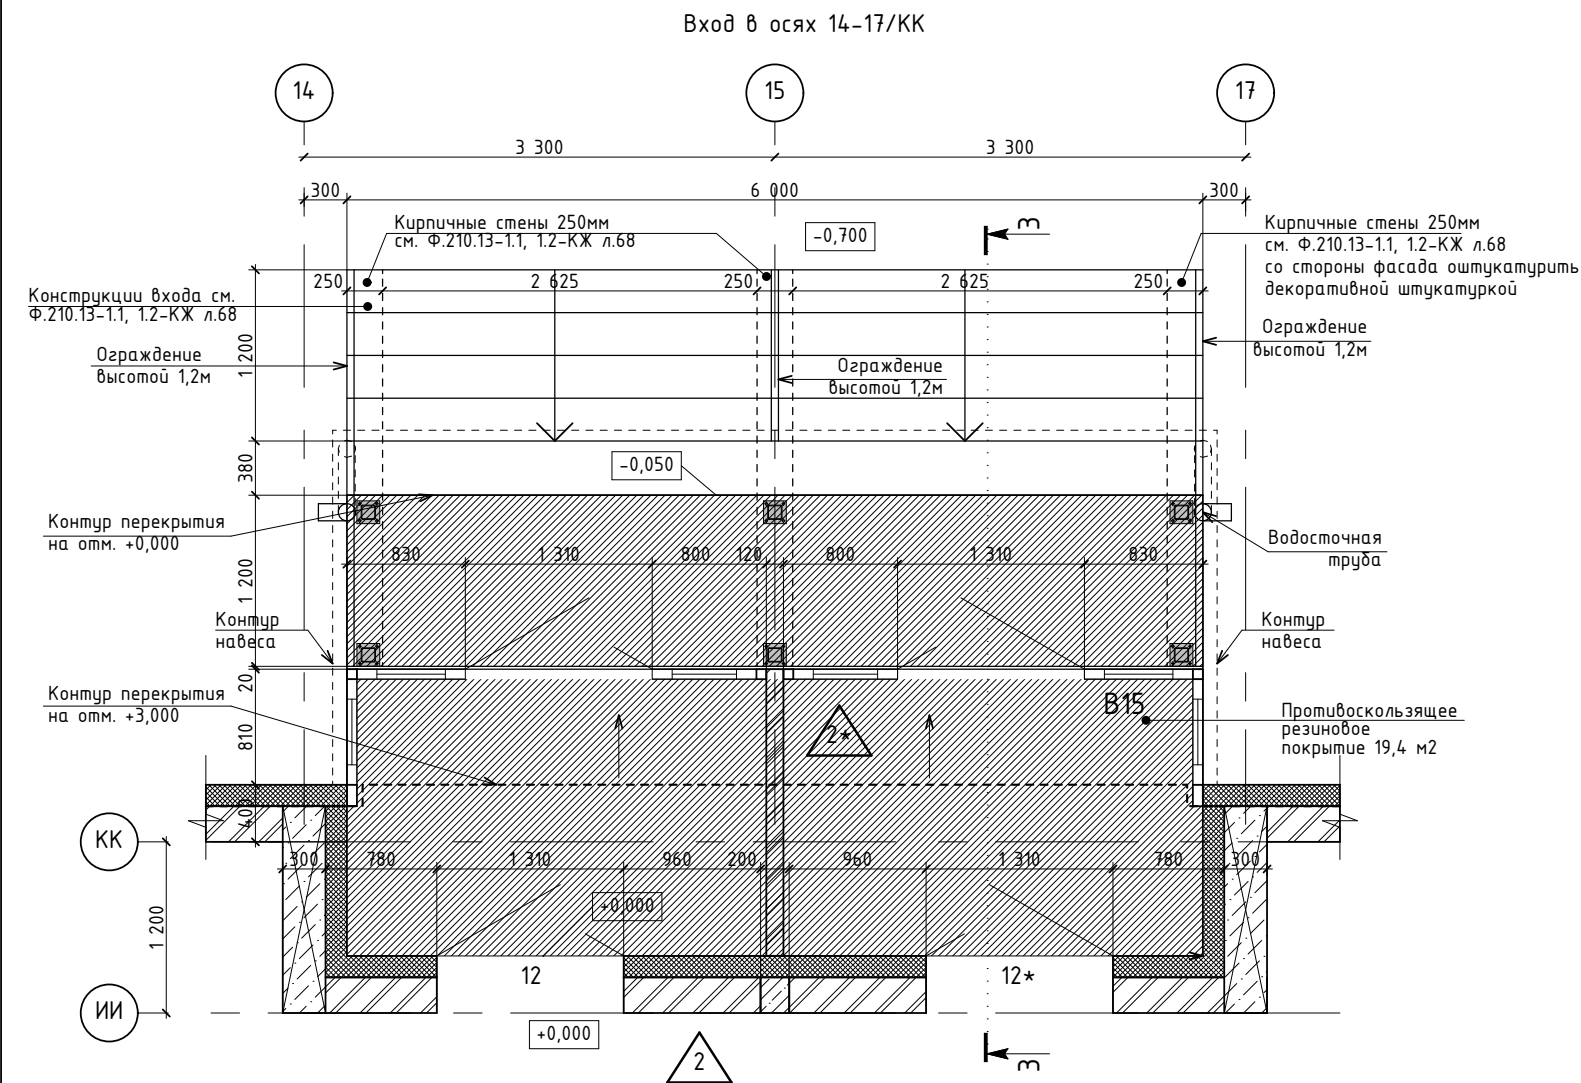 Вход в осях 14-17/КК
14
15
17
3 300
3 300
300
6 000
300
Кирпичные стены 250мм
см. Ф.210.13-1.1, 1.2-КЖ л.68
-0,700
3
Кирпичные стены 250мм
см. Ф.210.13-1.1, 1.2-КЖ л.68
со стороны фасада оштукатурить
декоративной штукатуркой
250
2 625
250
2 625
250
Конструкции входа см.
Ф.210.13-1.1, 1.2-КЖ л.68
1 200
Ограждение
высотой 1,2м
Ограждение
высотой 1,2м
Ограждение
высотой 1,2м
380
-0,050
Контур перекрытия
на отм. +0,000
Водосточная
труба
830
1 310
800
120
800
1 310
830
1 200
Контур
навеса
Контур
навеса
20
Контур перекрытия
на отм. +3,000
810
2*
В15
Противоскользящее
резиновое
покрытие 19,4 м2
400
КК
300
780
1 310
960
200
960
1 310
780
300
1 200
+0,000
12
12*
ИИ
+0,000
2
3